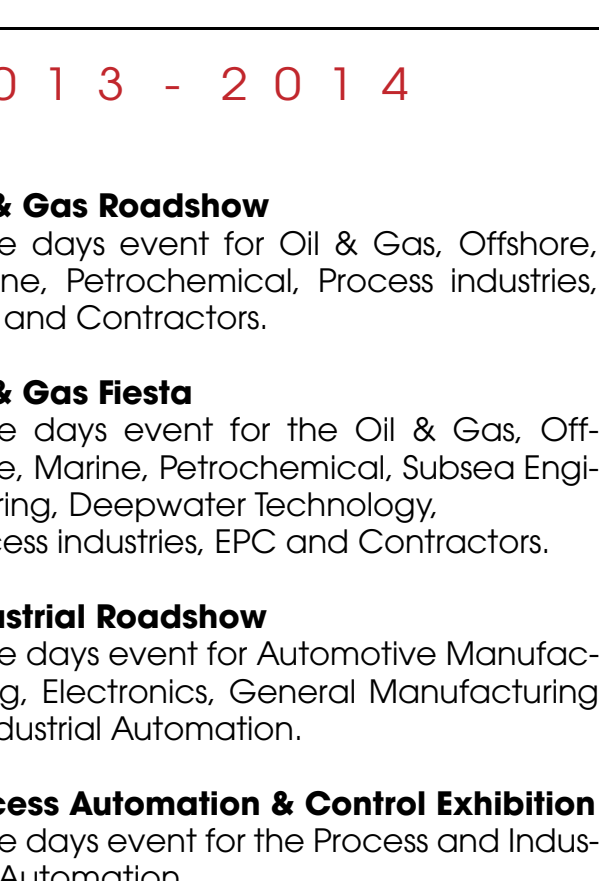 013 - 2014
& Gas Roadshow
e days event for Oil & Gas, Offshore,
ne, Petrochemical, Process industries,
and Contractors.
& Gas Fiesta
e days event for the Oil & Gas, Off-
e, Marine, Petrochemical, Subsea Engi-
ring, Deepwater Technology,
cess industries, EPC and Contractors.
ustrial Roadshow
e days event for Automotive Manufac-
g, Electronics, General Manufacturing
dustrial Automation.
cess Automation & Control Exhibition
e days event for the Process and Indus-
Automation.